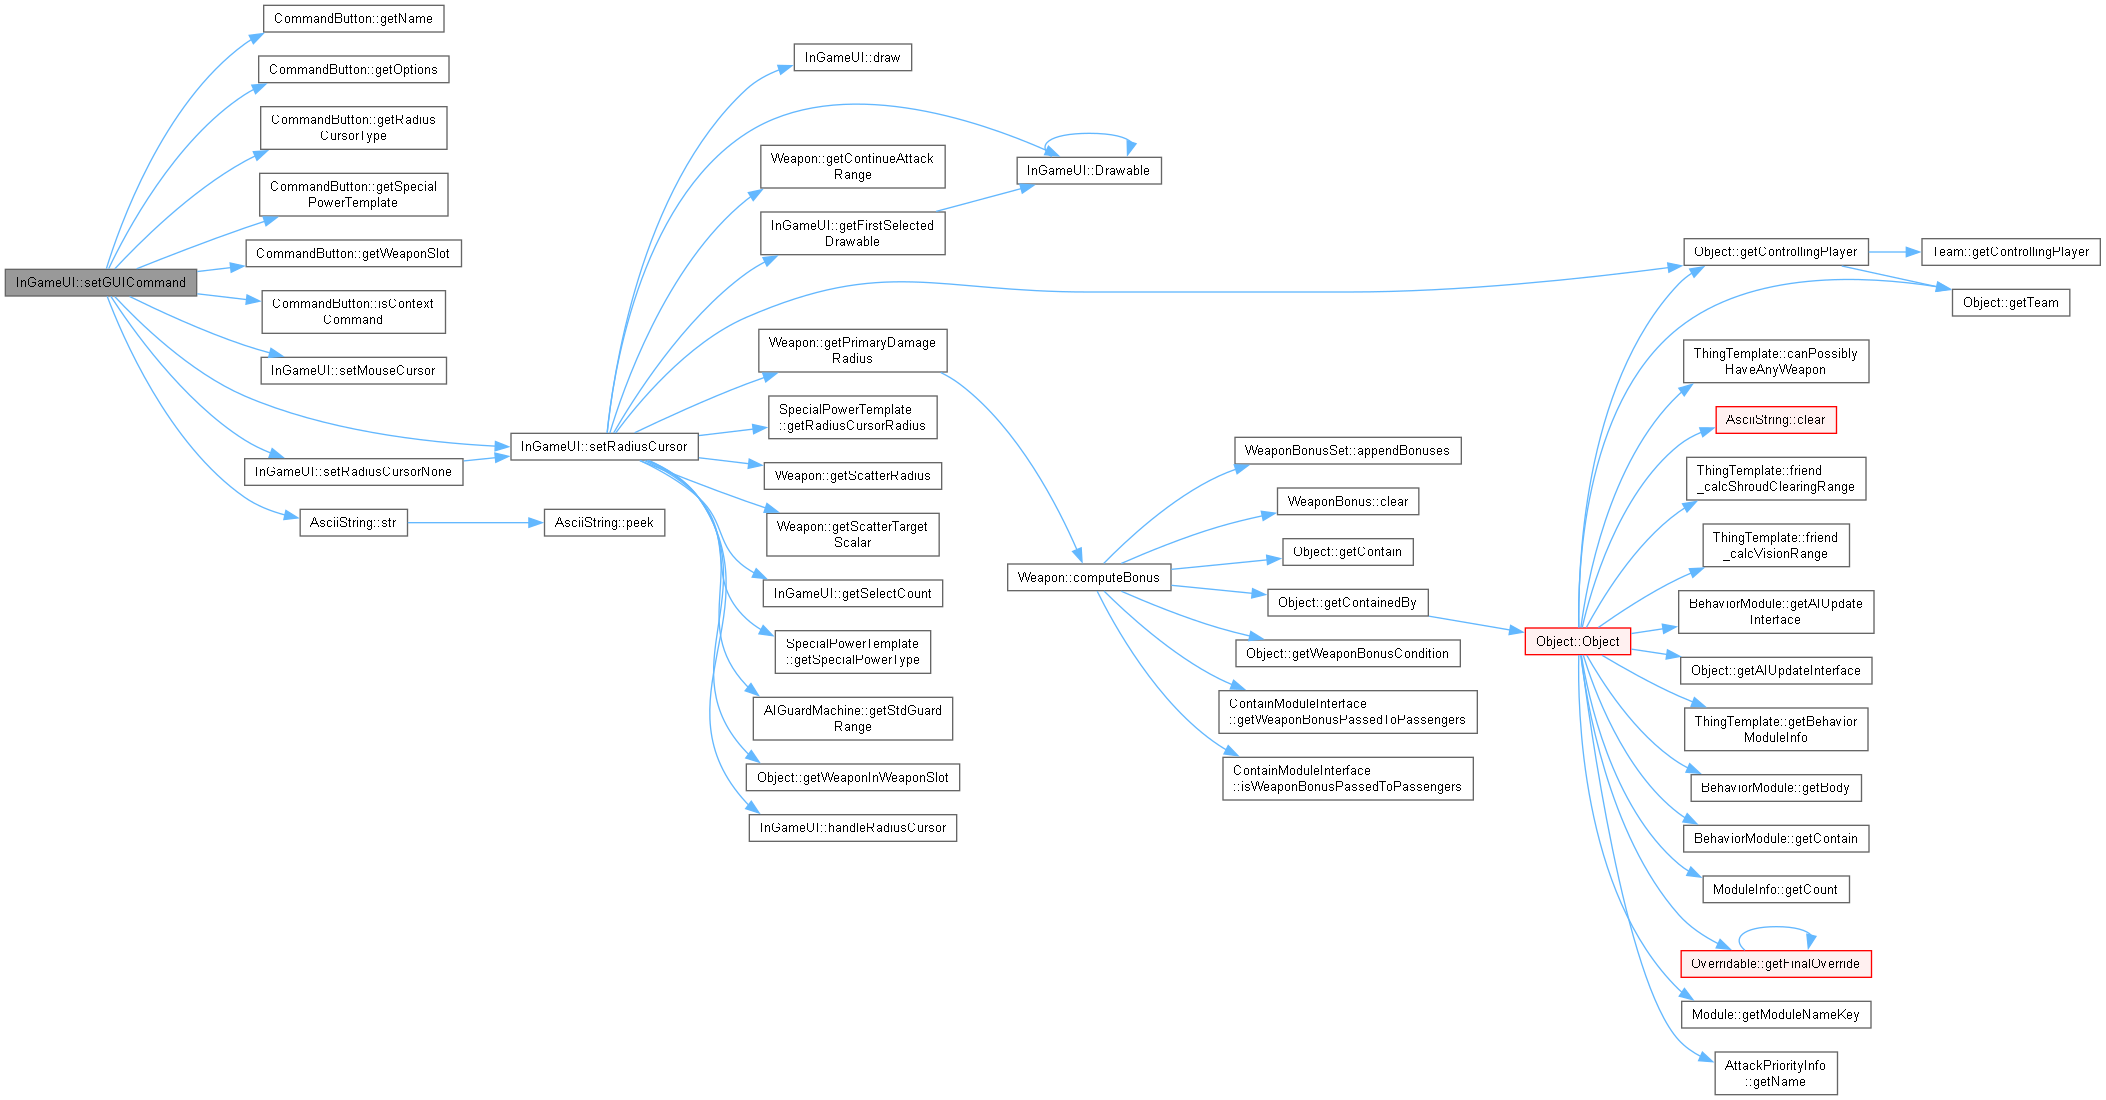 CommandButton::getName
CommandButton::getOptions
CommandButton::getRadius
CursorType
CommandButton::getSpecial
PowerTemplate
CommandButton::getWeaponSlot
InGameUI::setGUICommand
CommandButton::isContext
Command
InGameUI::setMouseCursor
InGameUI::setRadiusCursorNone
AsciiString::str
InGameUI::setRadiusCursor
AsciiString::peek
InGameUI::draw
Weapon::getContinueAttack
Range
InGameUI::getFirstSelected
Drawable
Weapon::getPrimaryDamage
Radius
SpecialPowerTemplate
::getRadiusCursorRadius
Weapon::getScatterRadius
Weapon::getScatterTarget
Scalar
InGameUI::getSelectCount
SpecialPowerTemplate
::getSpecialPowerType
AIGuardMachine::getStdGuard
Range
Object::getWeaponInWeaponSlot
InGameUI::handleRadiusCursor
InGameUI::Drawable
Weapon::computeBonus
WeaponBonusSet::appendBonuses
WeaponBonus::clear
Object::getContain
Object::getContainedBy
Object::getWeaponBonusCondition
ContainModuleInterface
::getWeaponBonusPassedToPassengers
ContainModuleInterface
::isWeaponBonusPassedToPassengers
Object::Object
Object::getControllingPlayer
ThingTemplate::canPossibly
HaveAnyWeapon
AsciiString::clear
ThingTemplate::friend
_calcShroudClearingRange
ThingTemplate::friend
_calcVisionRange
BehaviorModule::getAIUpdate
Interface
Object::getAIUpdateInterface
ThingTemplate::getBehavior
ModuleInfo
BehaviorModule::getBody
BehaviorModule::getContain
ModuleInfo::getCount
Overridable::getFinalOverride
Module::getModuleNameKey
AttackPriorityInfo
::getName
Team::getControllingPlayer
Object::getTeam